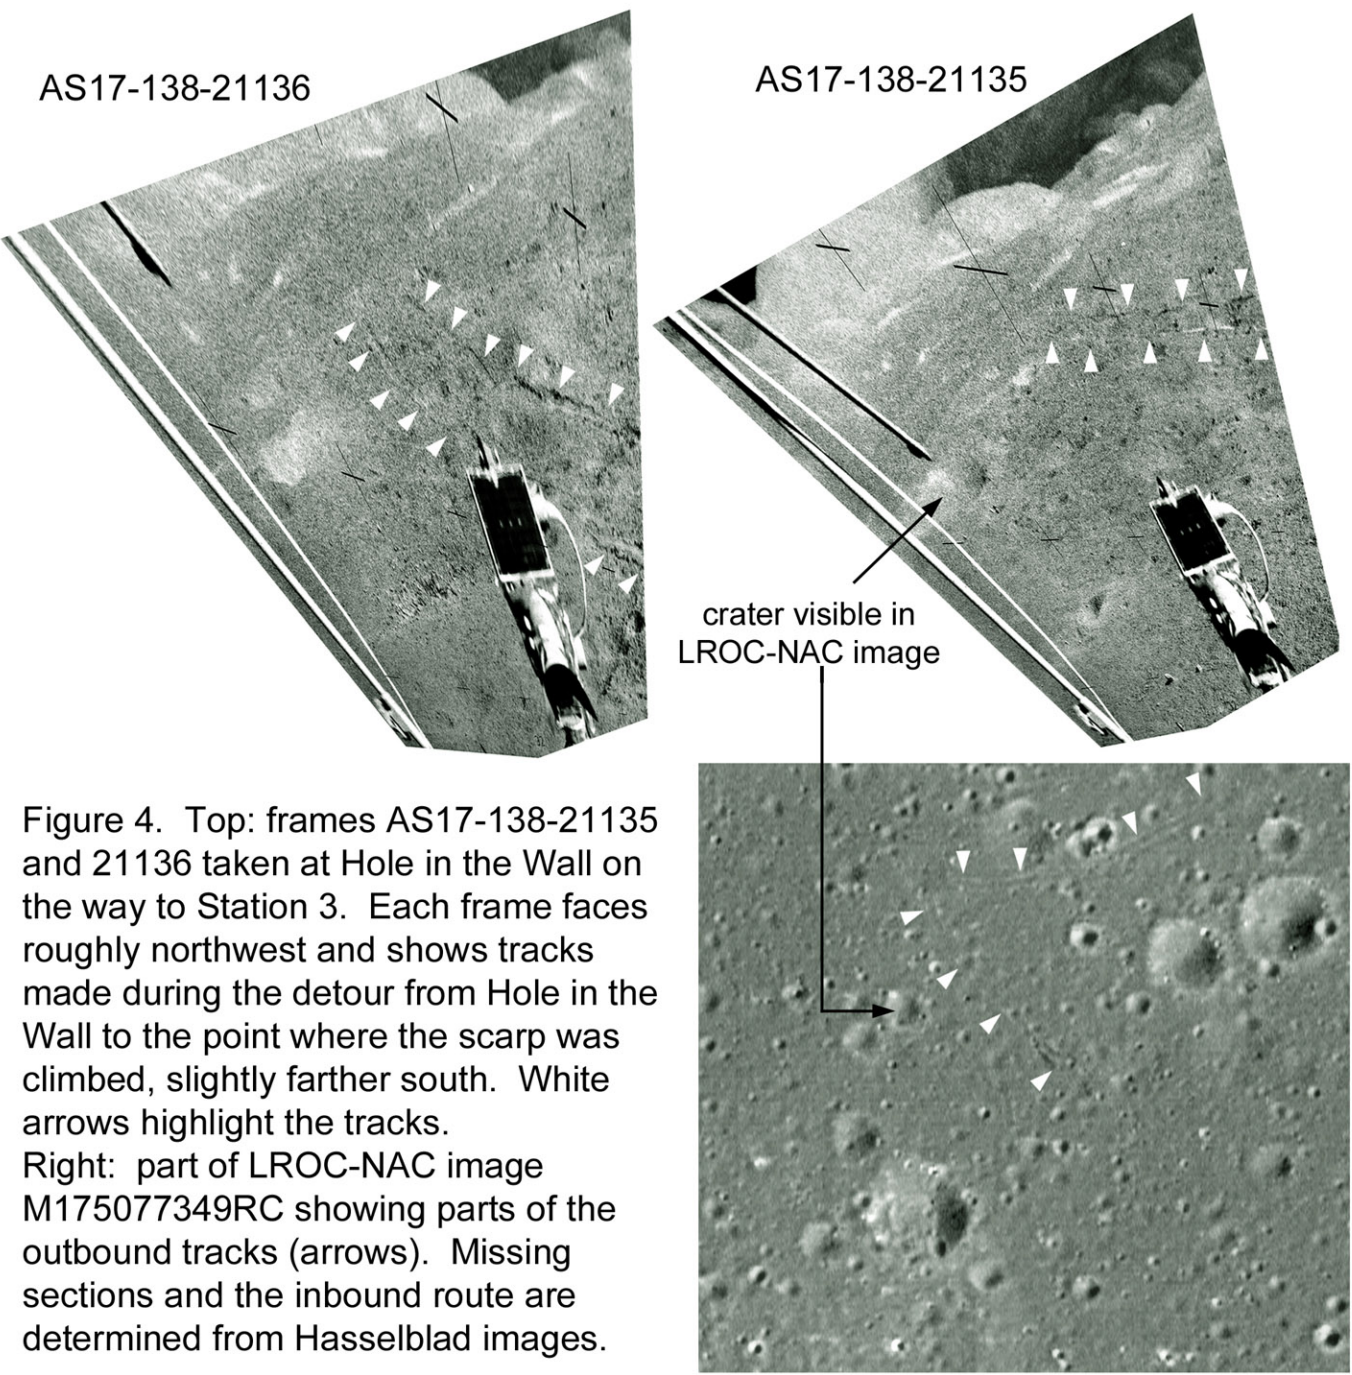 AS17-138-21136
AS17-138-21135
crater visible in
LROC-NAC image
Figure 4.  Top: frames AS17-138-21135
and 21136 taken at Hole in the Wall on
the way to Station 3.  Each frame faces
roughly northwest and shows tracks
made during the detour from Hole in the
Wall to the point where the scarp was
climbed, slightly farther south.  White
arrows highlight the tracks.
Right:  part of LROC-NAC image
M175077349RC showing parts of the
outbound tracks (arrows).  Missing
sections and the inbound route are
determined from Hasselblad images.